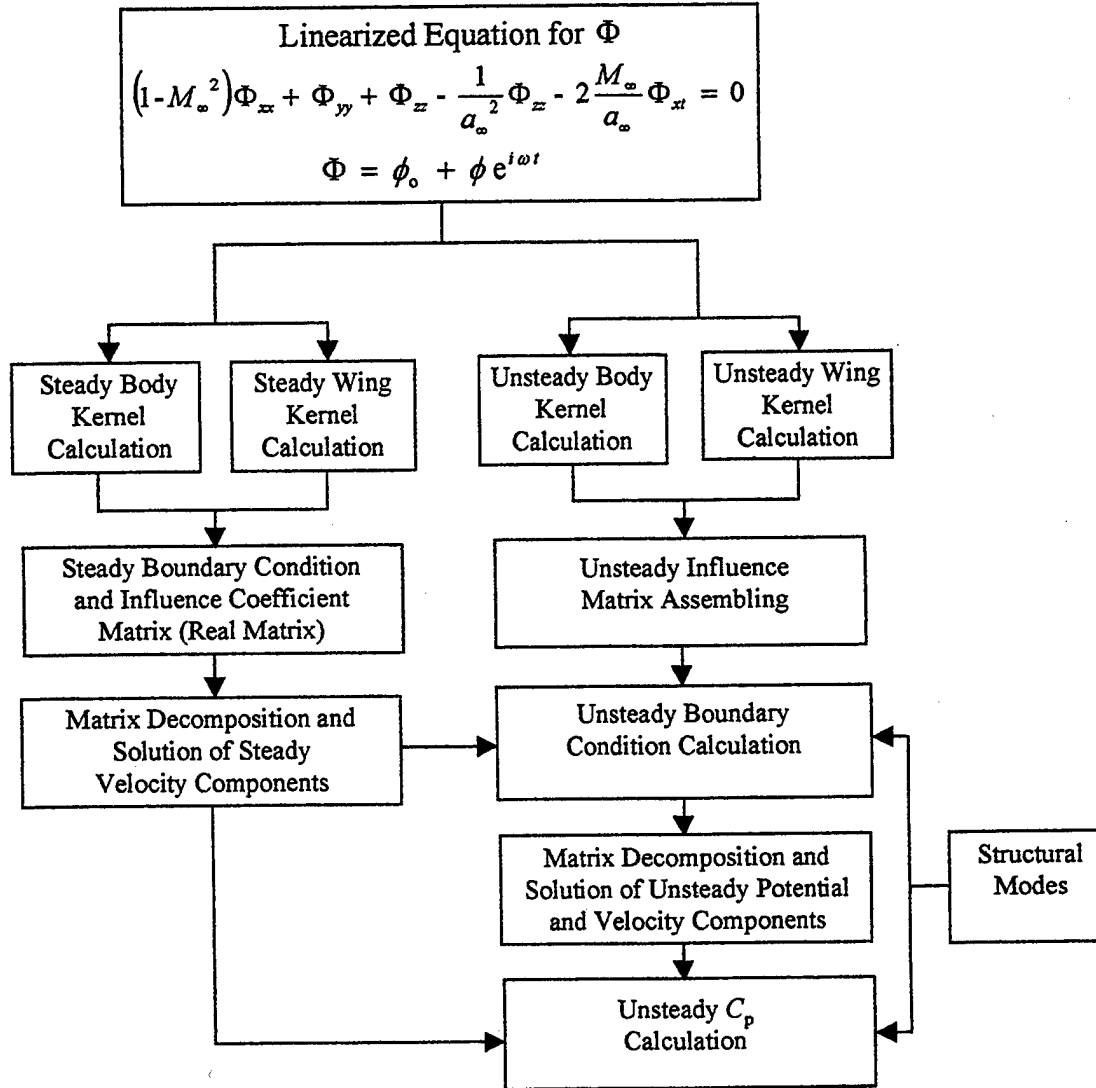 Linearized Equation for Φ
(1-M∞²)Φxx + Φyy + Φzz - 1/a∞² Φzz - 2 M∞/a∞ Φxt = 0
Φ = ϕo + ϕ e^iωt
Steady Body
Kernel
Calculation
Steady Wing
Kernel
Calculation
Unsteady Body
Kernel
Calculation
Unsteady Wing
Kernel
Calculation
Steady Boundary Condition
and Influence Coefficient
Matrix (Real Matrix)
Unsteady Influence
Matrix Assembling
Matrix Decomposition and
Solution of Steady
Velocity Components
Unsteady Boundary
Condition Calculation
Matrix Decomposition and
Solution of Unsteady Potential
and Velocity Components
Structural
Modes
Unsteady Cp
Calculation